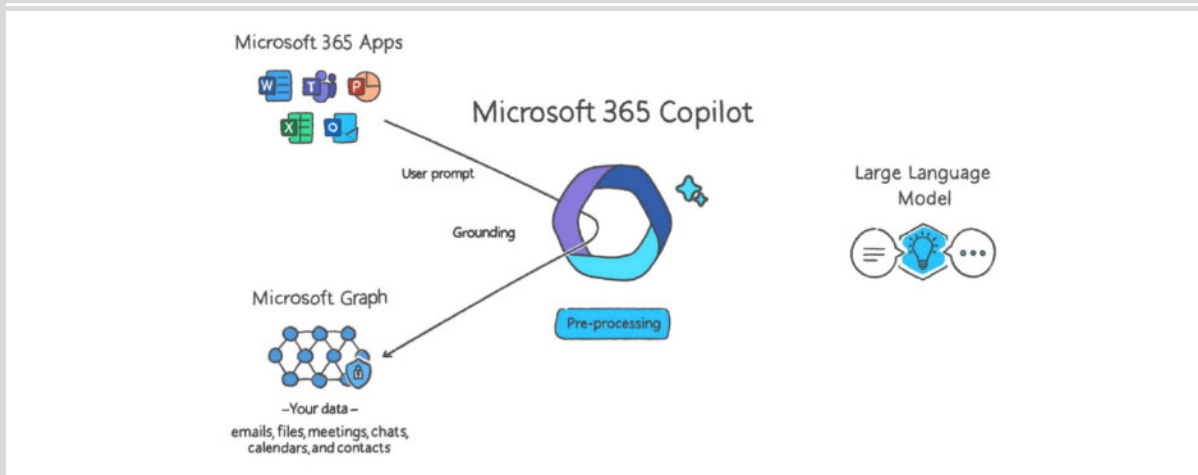 Microsoft 365 Apps
W
T
P
X
O
Microsoft 365 Copilot
User prompt
Grounding
Large Language
Model
Pre-processing
Microsoft Graph
–Your data–
emails, files, meetings, chats,
calendars, and contacts